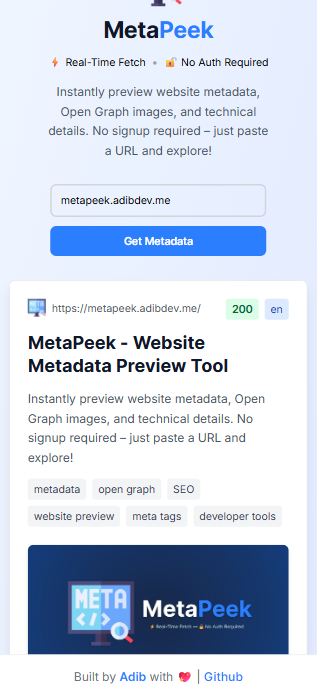 MetaPeek
⚡ Real-Time Fetch • 🔓 No Auth Required
Instantly preview website metadata,
Open Graph images, and technical
details. No signup required – just paste
a URL and explore!
metapeek.adibdev.me
Get Metadata
https://metapeek.adibdev.me/ 200 en
MetaPeek - Website
Metadata Preview Tool
Instantly preview website metadata, Open
Graph images, and technical details. No
signup required – just paste a URL and
explore!
metadata open graph SEO
website preview meta tags developer tools
META
</>
MetaPeek
⚡ Real-Time Fetch — 🔓 No Auth Required
Built by Adib with 💖 | Github